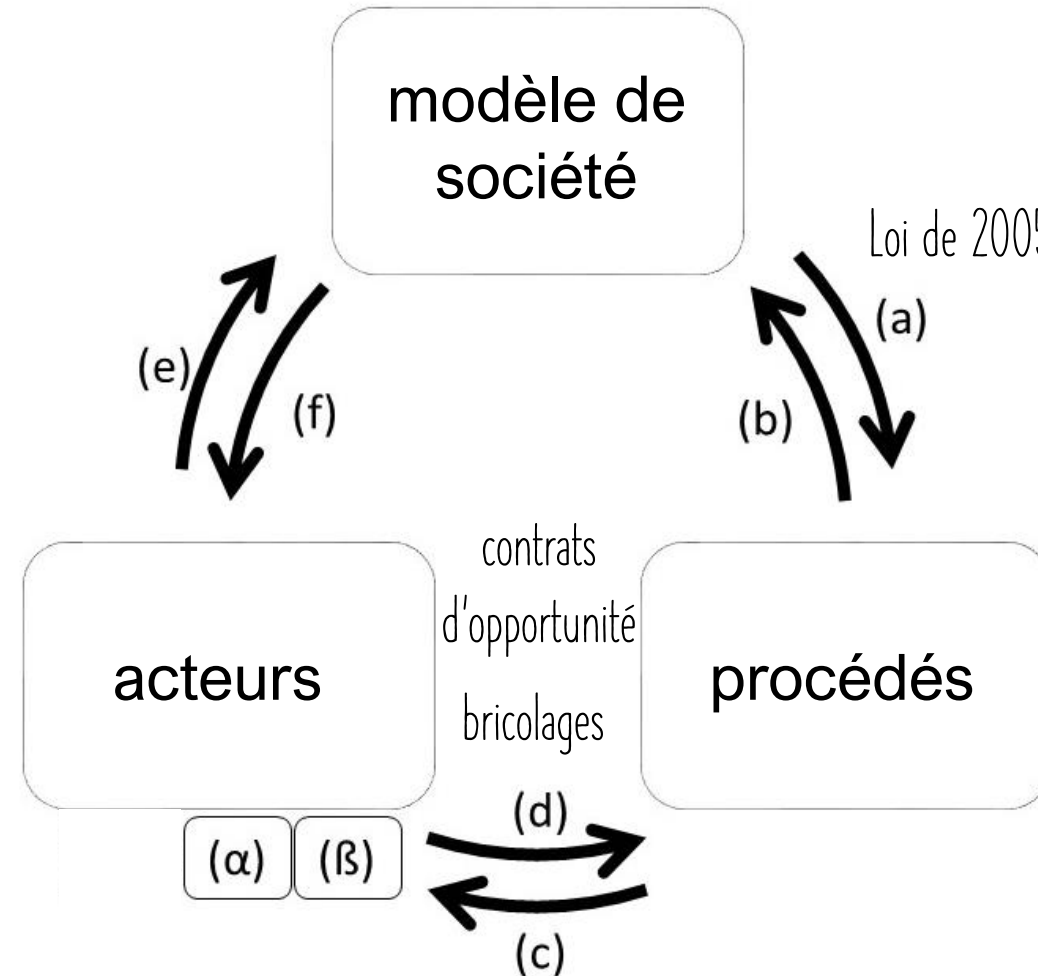 modèle de
société
Loi de 2005
(a)
(e)
(f)
(b)
contrats
d'opportunité
acteurs
procédés
bricolages
(d)
(α)
(ß)
(c)